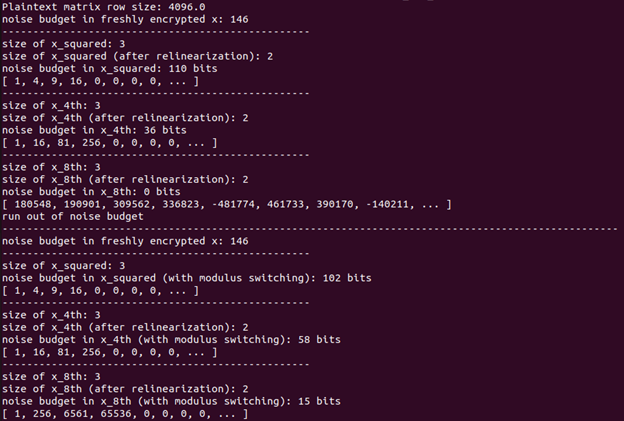 Plaintext matrix row size: 4096.0
noise budget in freshly encrypted x: 146
------------------------------------------------
size of x_squared: 3
size of x_squared (after relinearization): 2
noise budget in x_squared: 110 bits
[ 1, 4, 9, 16, 0, 0, 0, 0, ... ]
------------------------------------------------
size of x_4th: 3
size of x_4th (after relinearization): 2
noise budget in x_4th: 36 bits
[ 1, 16, 81, 256, 0, 0, 0, 0, ... ]
------------------------------------------------
size of x_8th: 3
size of x_8th (after relinearization): 2
noise budget in x_8th: 0 bits
[ 180548, 190901, 309562, 336823, -481774, 461733, 390170, -140211, ... ]
run out of noise budget
----------------------------------------------------------------------------------------------------
noise budget in freshly encrypted x: 146
------------------------------------------------
size of x_squared: 3
noise budget in x_squared (with modulus switching): 102 bits
[ 1, 4, 9, 16, 0, 0, 0, 0, ... ]
------------------------------------------------
size of x_4th: 3
size of x_4th (after relinearization): 2
noise budget in x_4th (with modulus switching): 58 bits
[ 1, 16, 81, 256, 0, 0, 0, 0, ... ]
------------------------------------------------
size of x_8th: 3
size of x_8th (after relinearization): 2
noise budget in x_8th (with modulus switching): 15 bits
[ 1, 256, 6561, 65536, 0, 0, 0, 0, ... ]